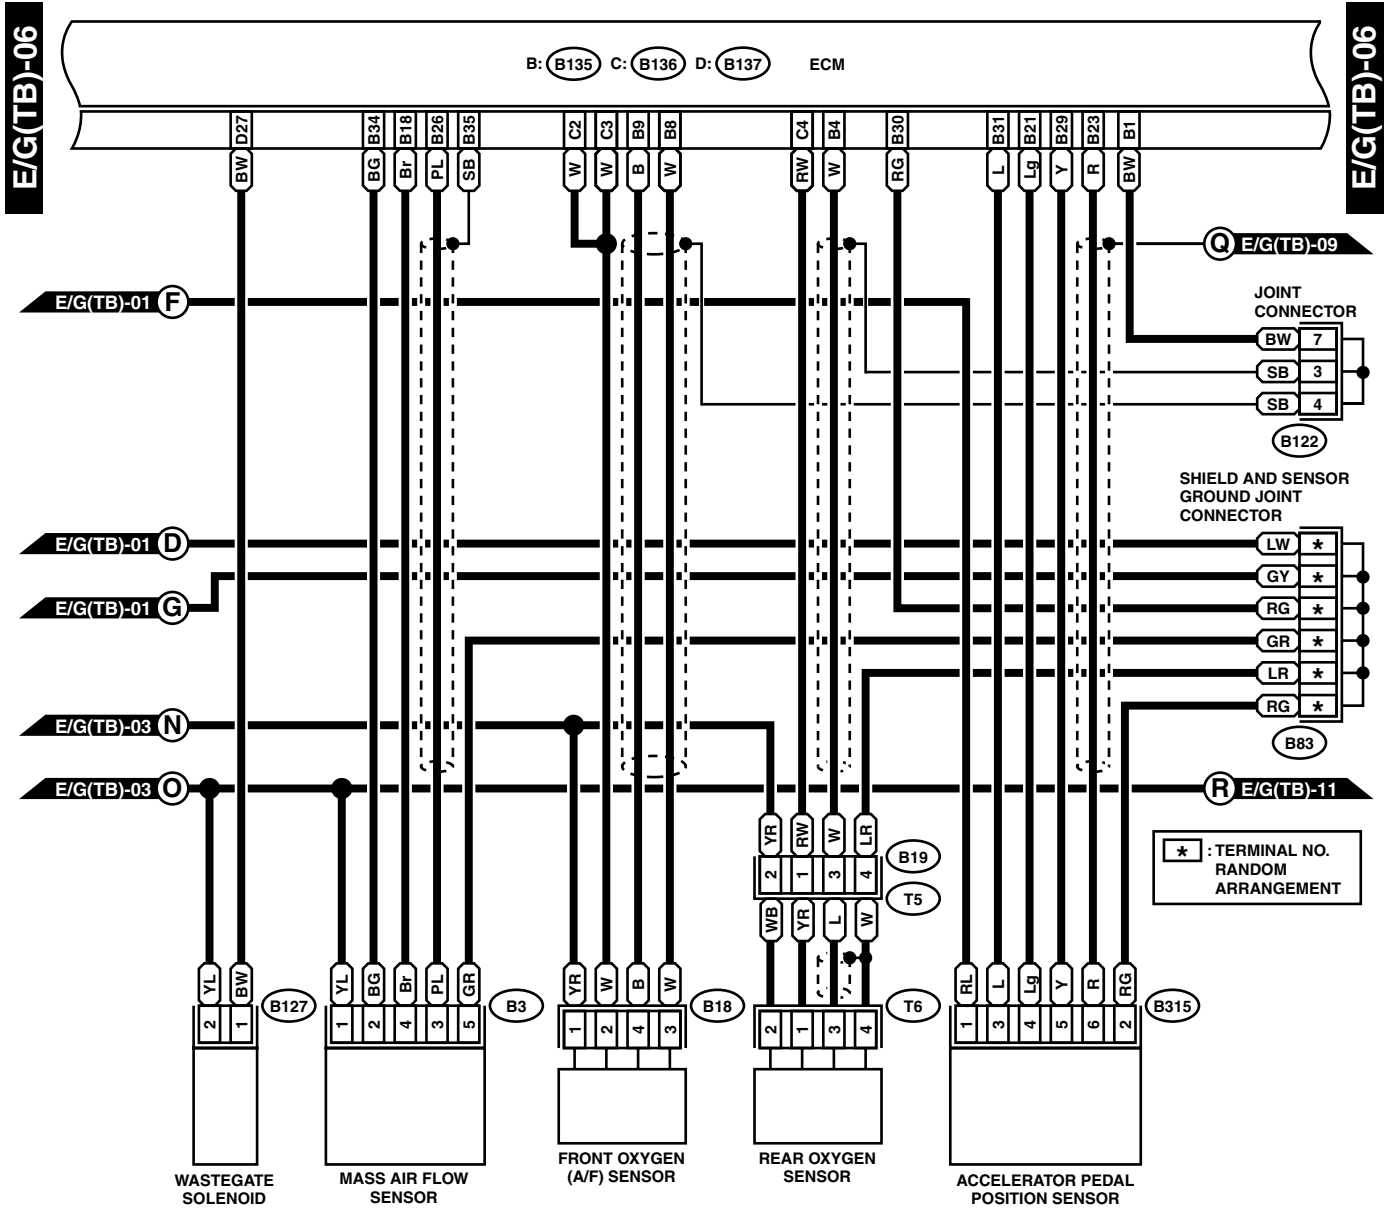 E/G(TB)-06
E/G(TB)-06
B: B135 C: B136 D: B137 ECM
D27 B34 B18 B26 B35 C2 C3 B9 B8 C4 B4 B30 B31 B21 B29 B23 B1
BW BG Br PL SB W W B W RW W RG L Lg Y R BW
Q E/G(TB)-09
E/G(TB)-01 F
JOINT
CONNECTOR
BW 7
SB 3
SB 4
B122
SHIELD AND SENSOR
GROUND JOINT
CONNECTOR
E/G(TB)-01 D
LW *
GY *
E/G(TB)-01 G
RG *
GR *
LR *
RG *
E/G(TB)-03 N
B83
E/G(TB)-03 O
R E/G(TB)-11
YR RW W LR
2 1 3 4
B19
T5
WB YR L W
* : TERMINAL NO.
RANDOM
ARRANGEMENT
YL BW YL BG Br PL GR YR W B W RL L Lg Y R RG
B127 B3 B18 T6 B315
2 1 1 2 4 3 5 1 2 4 3 2 1 3 4 1 3 4 5 6 2
WASTEGATE
SOLENOID
MASS AIR FLOW
SENSOR
FRONT OXYGEN
(A/F) SENSOR
REAR OXYGEN
SENSOR
ACCELERATOR PEDAL
POSITION SENSOR